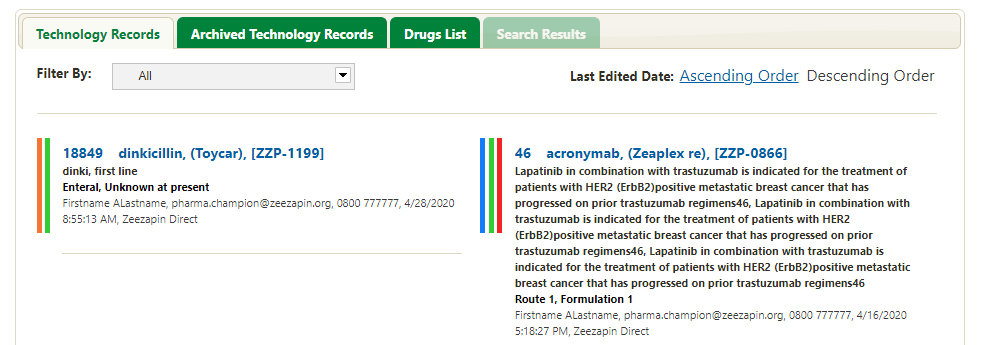 Technology Records
Archived Technology Records
Drugs List
Search Results
Filter By:
All
Last Edited Date: Ascending Order Descending Order
18849 dinkicillin, (Toycar), [ZZP-1199]
dinki, first line
Enteral, Unknown at present
Firstname ALastname, pharma.champion@zeezapin.org, 0800 777777, 4/28/2020
8:55:13 AM, Zeezapin Direct
46 acronymab, (Zeaplex re), [ZZP-0866]
Lapatinib in combination with trastuzumab is indicated for the treatment of
patients with HER2 (ErbB2)positive metastatic breast cancer that has
progressed on prior trastuzumab regimens46, Lapatinib in combination with
trastuzumab is indicated for the treatment of patients with HER2
(ErbB2)positive metastatic breast cancer that has progressed on prior
trastuzumab regimens46, Lapatinib in combination with trastuzumab is
indicated for the treatment of patients with HER2 (ErbB2)positive metastatic
breast cancer that has progressed on prior trastuzumab regimens46
Route 1, Formulation 1
Firstname ALastname, pharma.champion@zeezapin.org, 0800 777777, 4/16/2020
5:18:27 PM, Zeezapin Direct